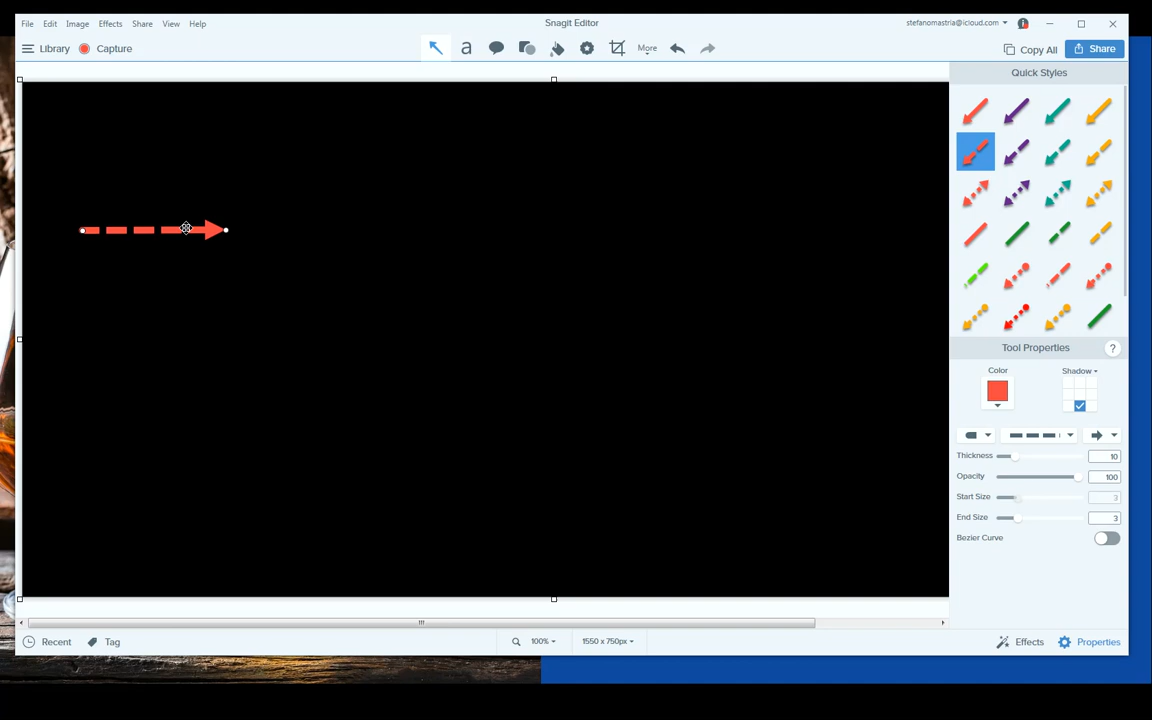 File Edit Image Effects Share View Help
Snagit Editor
stefanomastria@icloud.com
Library Capture
a
More
Copy All
Share
Quick Styles
Tool Properties
?
Color
Shadow
Thickness 10
Opacity 100
Start Size 3
End Size 3
Bezier Curve
Recent Tag
100%
1550 x 750px
Effects
Properties